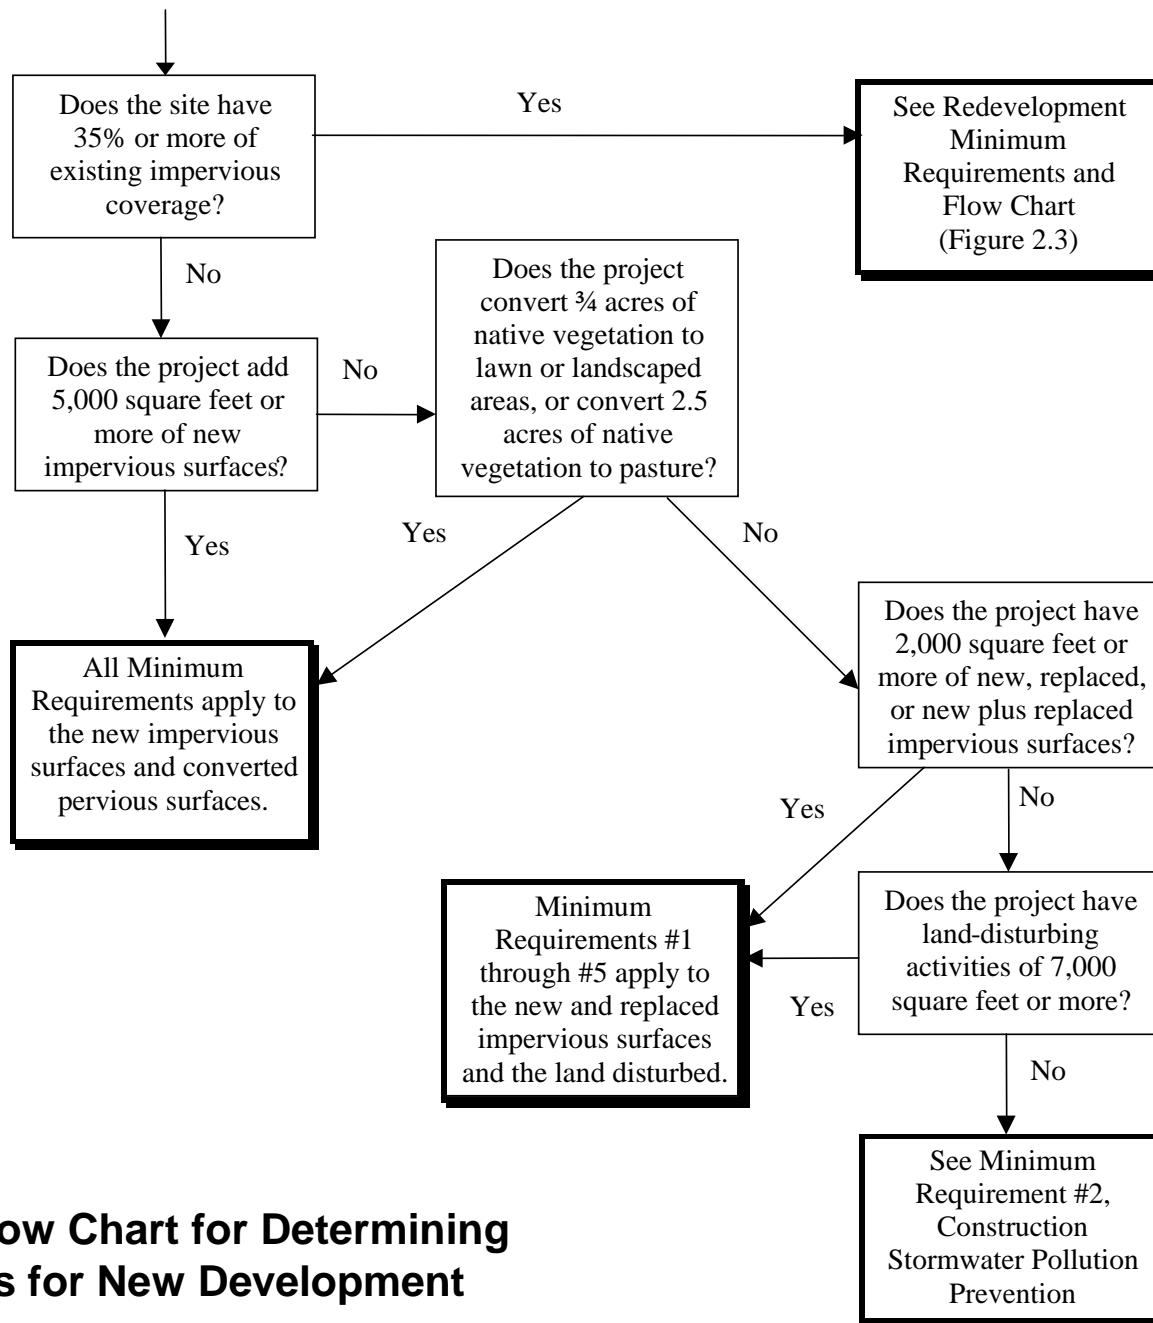 Does the site have
35% or more of
existing impervious
coverage?
Yes
See Redevelopment
Minimum
Requirements and
Flow Chart
(Figure 2.3)
No
Does the project add
5,000 square feet or
more of new
impervious surfaces?
No
Does the project
convert ¾ acres of
native vegetation to
lawn or landscaped
areas, or convert 2.5
acres of native
vegetation to pasture?
Yes
Yes
No
All Minimum
Requirements apply to
the new impervious
surfaces and converted
pervious surfaces.
Does the project have
2,000 square feet or
more of new, replaced,
or new plus replaced
impervious surfaces?
Yes
No
Minimum
Requirements #1
through #5 apply to
the new and replaced
impervious surfaces
and the land disturbed.
Does the project have
land-disturbing
activities of 7,000
square feet or more?
Yes
No
See Minimum
Requirement #2,
Construction
Stormwater Pollution
Prevention
ow Chart for Determining
s for New Development